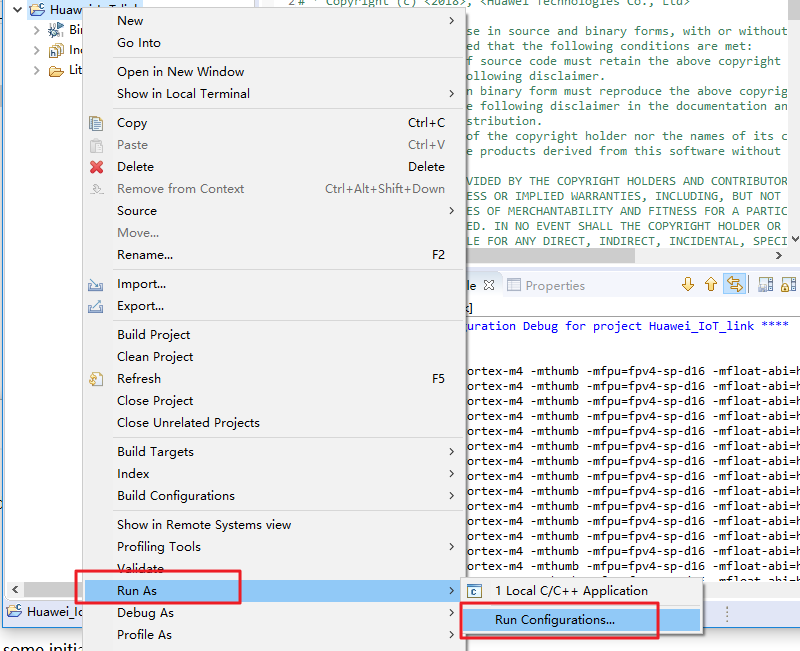 Huawei_IoT_link
2 # * Copyright (c) <2018>, <Huawei Technologies Co., Ltd>
se in source and binary forms, with or without
ed that the following conditions are met:
f source code must retain the above copyright
ollowing disclaimer.
n binary form must reproduce the above copyrig
e following disclaimer in the documentation an
stribution.
of the copyright holder nor the names of its c
e products derived from this software without
VIDED BY THE COPYRIGHT HOLDERS AND CONTRIBUTOR
ESS OR IMPLIED WARRANTIES, INCLUDING, BUT NOT
ES OF MERCHANTABILITY AND FITNESS FOR A PARTIC
ED. IN NO EVENT SHALL THE COPYRIGHT HOLDER OR
LE FOR ANY DIRECT, INDIRECT, INCIDENTAL, SPECI
Bin
Inc
Lit
New
Go Into
Open in New Window
Show in Local Terminal
Copy Ctrl+C
Paste Ctrl+V
Delete Delete
Remove from Context Ctrl+Alt+Shift+Down
Source
Move...
Rename... F2
Import...
Export...
Build Project
Clean Project
Refresh F5
Close Project
Close Unrelated Projects
Build Targets
Index
Build Configurations
Show in Remote Systems view
Profiling Tools
Validate
Run As
Debug As
Profile As
1 Local C/C++ Application
Run Configurations...
le Properties
]
uration Debug for project Huawei_IoT_link ****
ortex-m4 -mthumb -mfpu=fpv4-sp-d16 -mfloat-abi=h
ortex-m4 -mthumb -mfpu=fpv4-sp-d16 -mfloat-abi=h
ortex-m4 -mthumb -mfpu=fpv4-sp-d16 -mfloat-abi=h
ortex-m4 -mthumb -mfpu=fpv4-sp-d16 -mfloat-abi=h
ortex-m4 -mthumb -mfpu=fpv4-sp-d16 -mfloat-abi=h
ortex-m4 -mthumb -mfpu=fpv4-sp-d16 -mfloat-abi=h
ortex-m4 -mthumb -mfpu=fpv4-sp-d16 -mfloat-abi=h
ortex-m4 -mthumb -mfpu=fpv4-sp-d16 -mfloat-abi=h
ortex-m4 -mthumb -mfpu=fpv4-sp-d16 -mfloat-abi=h
ortex-m4 -mthumb -mfpu=fpv4-sp-d16 -mfloat-abi=h
ortex-m4 -mthumb -mfpu=fpv4-sp-d16 -mfloat-abi=h
ortex-m4 -mthumb -mfpu=fpv4-sp-d16 -mfloat-abi=h
ortex-m4 -mthumb -mfpu=fpv4-sp-d16 -mfloat-abi=h
ortex-m4 -mthumb -mfpu=fpv4-sp-d16 -mfloat-abi=h
Huawei_Io
some initia